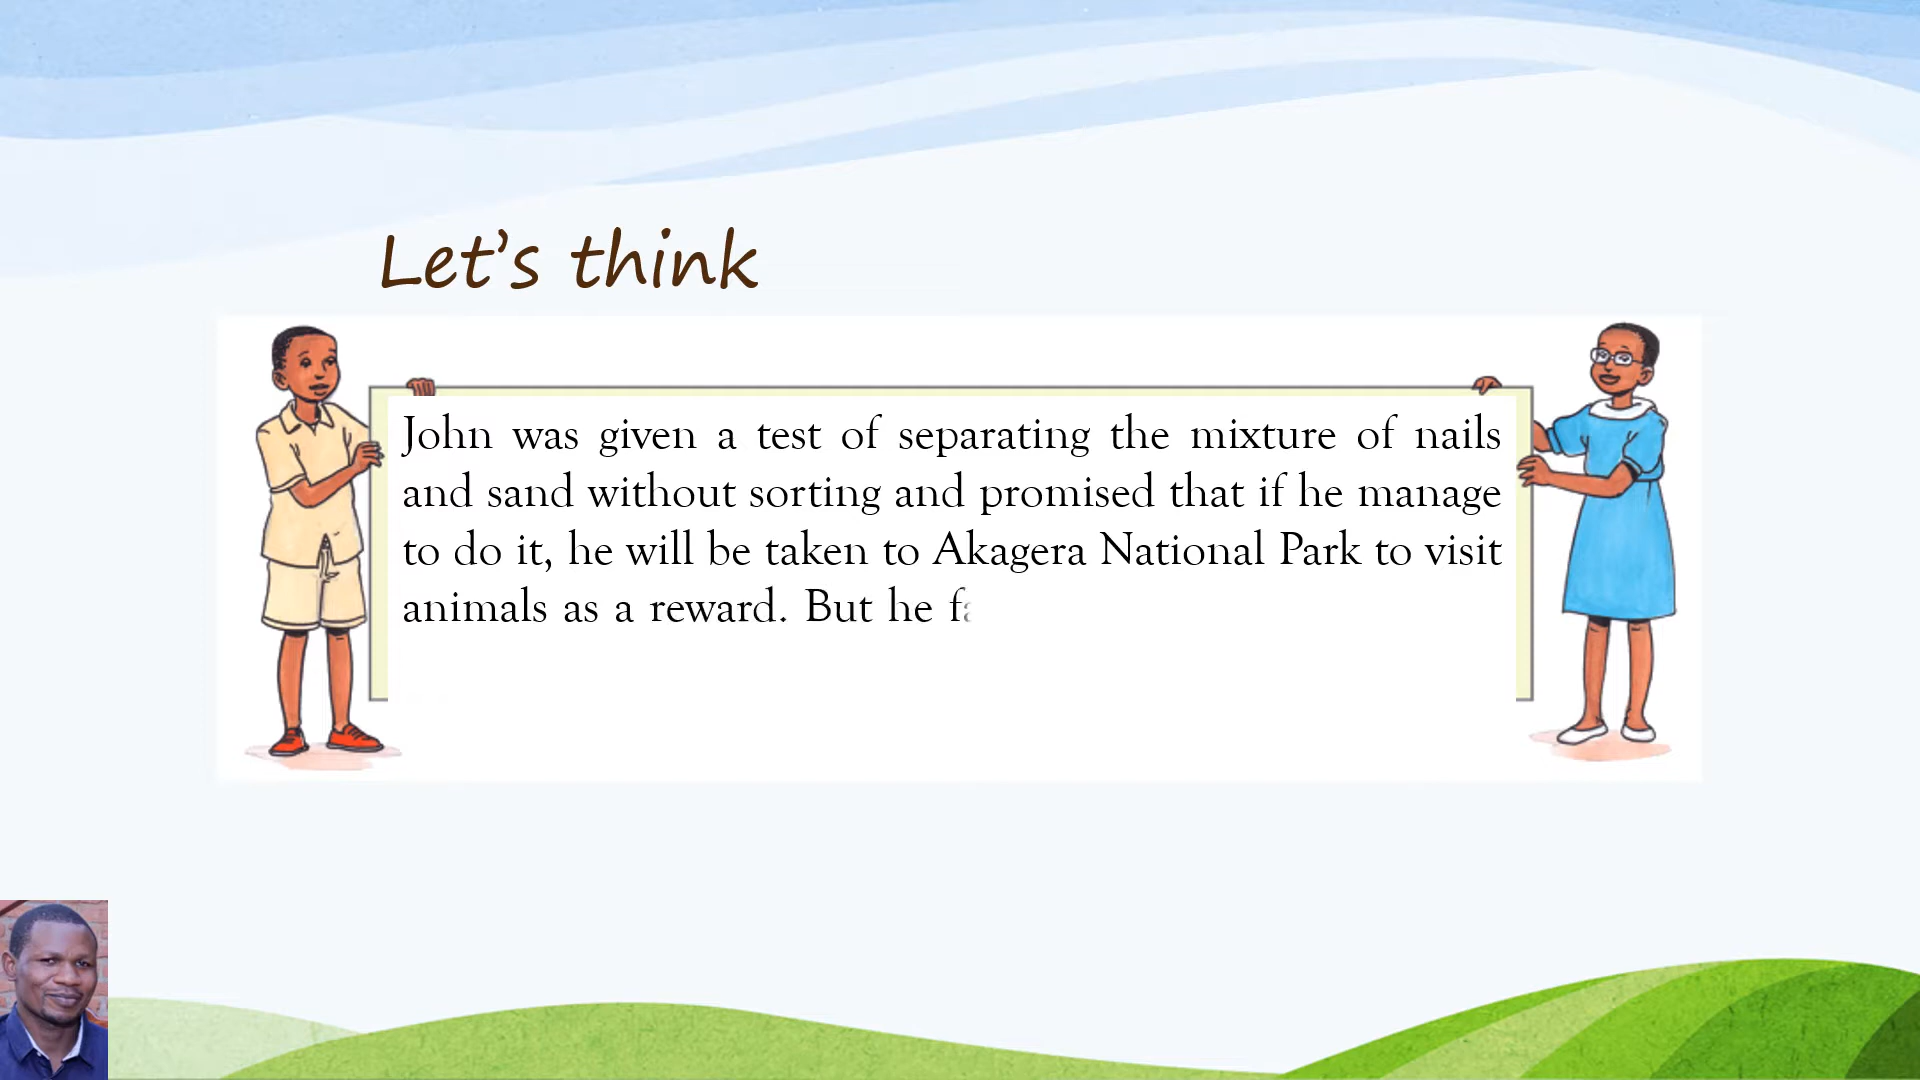 Let's think
John was given a test of separating the mixture of nails
and sand without sorting and promised that if he manage
to do it, he will be taken to Akagera National Park to visit
animals as a reward. But he